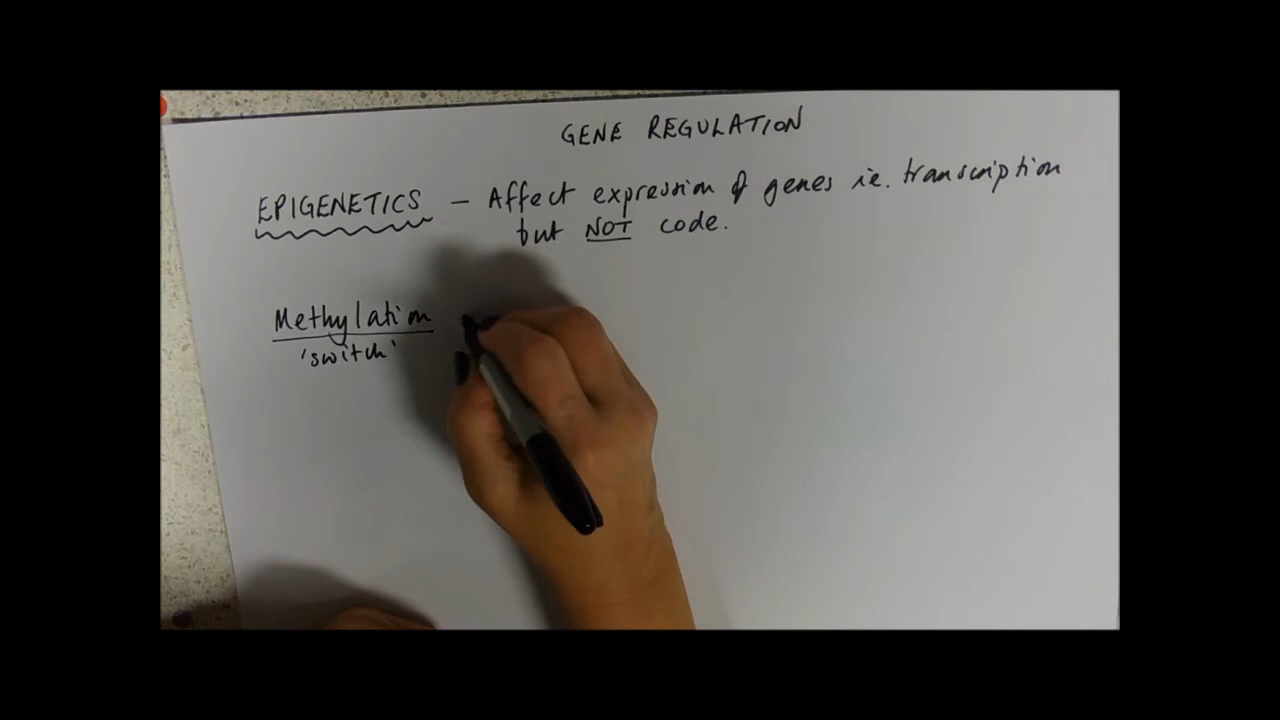 GENE REGULATION
EPIGENETICS — Affect expression of genes ie. transcription
but NOT code.
Methylation
'switch'